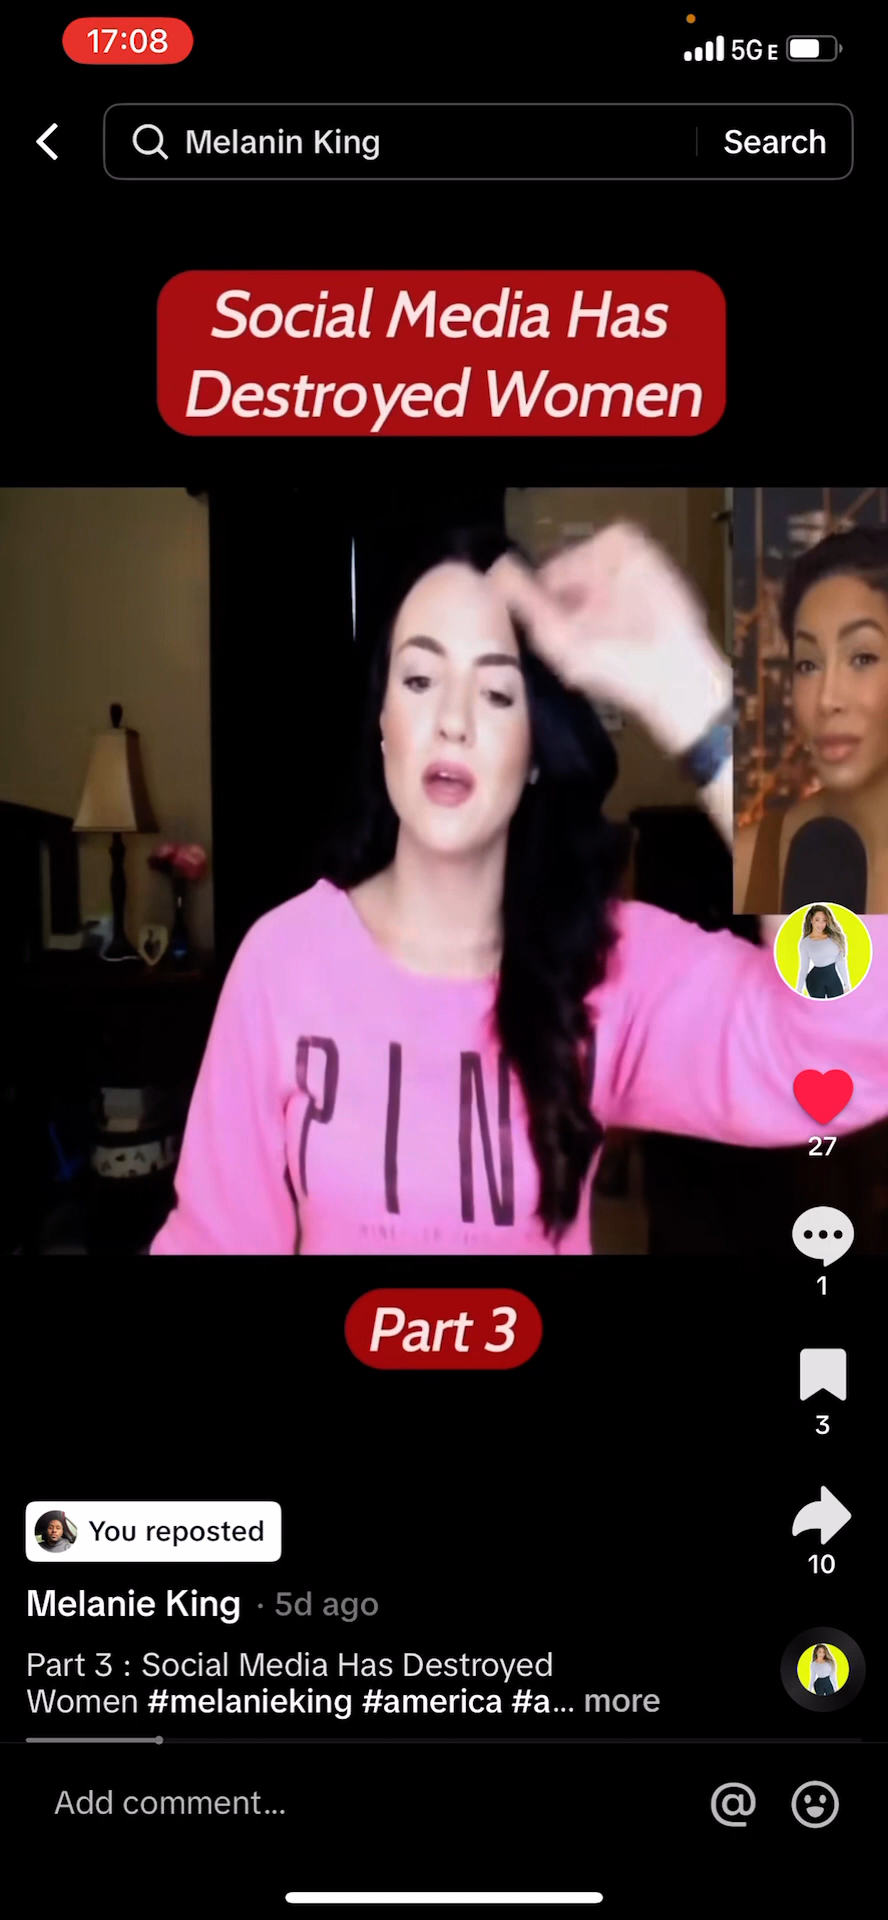 17:08
5G E
Melanin King
Search
Social Media Has
Destroyed Women
PIN
27
1
3
10
Part 3
You reposted
Melanie King · 5d ago
Part 3 : Social Media Has Destroyed
Women #melanieking #america #a... more
Add comment...
@